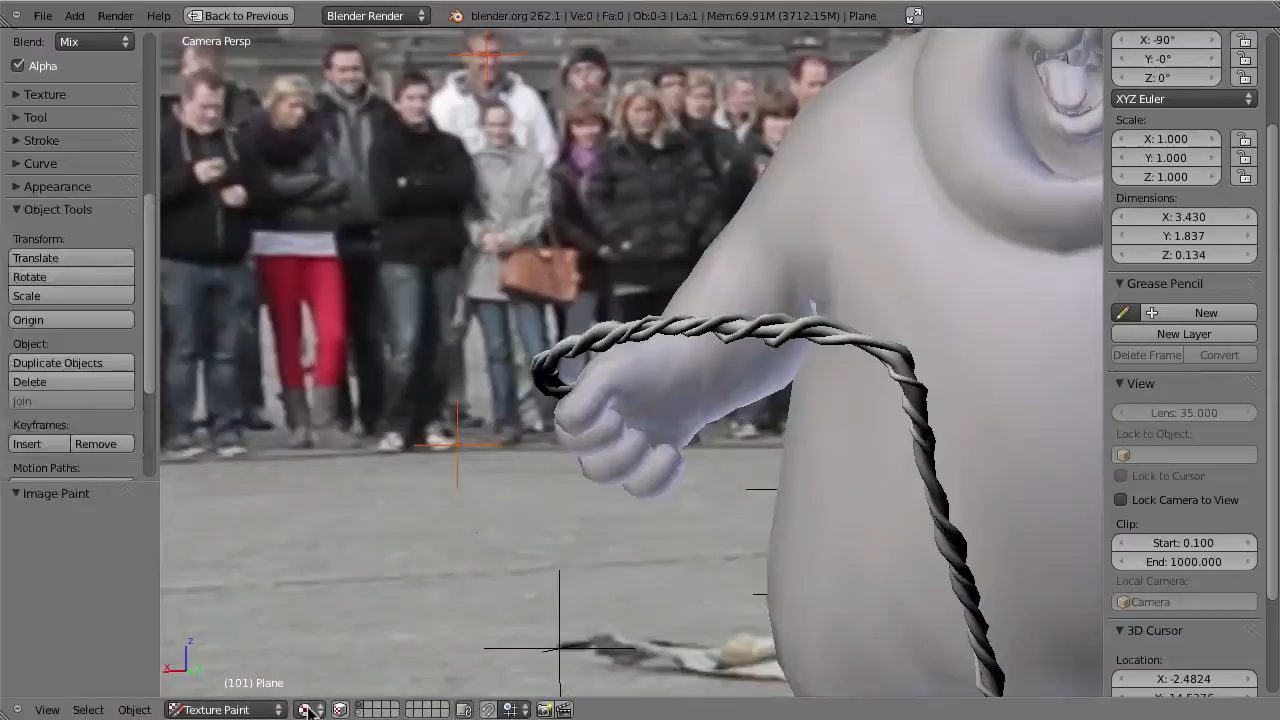 File Add Render Help Back to Previous Blender Render blender.org 262.1 | Ve:0 | Fa:0 | Ob:0-3 | La:1 | Mem:69.91M (3712.15M) | Plane
Blend: Mix
Alpha
Texture
Tool
Stroke
Curve
Appearance
Object Tools
Transform:
Translate
Rotate
Scale
Origin
Object:
Duplicate Objects
Delete
Join
Keyframes:
Insert Remove
Motion Paths:
Image Paint
Camera Persp
z
x
(101) Plane
X: -90°
Y: -0°
Z: 0°
XYZ Euler
Scale:
X: 1.000
Y: 1.000
Z: 1.000
Dimensions:
X: 3.430
Y: 1.837
Z: 0.134
Grease Pencil
New
New Layer
Delete Frame Convert
View
Lens: 35.000
Lock to Object:
Lock to Cursor
Lock Camera to View
Clip:
Start: 0.100
End: 1000.000
Local Camera:
Camera
3D Cursor
Location:
X: -2.4824
View Select Object Texture Paint